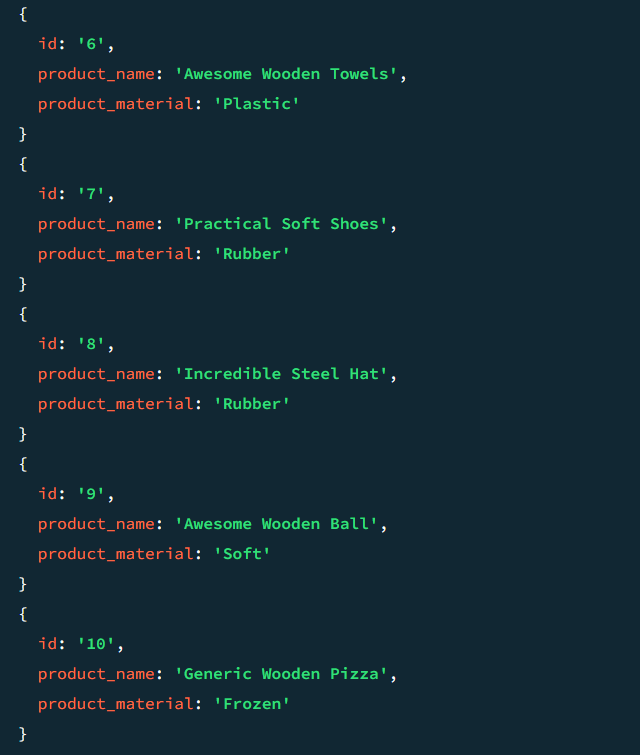 {
id: '6',
product_name: 'Awesome Wooden Towels',
product_material: 'Plastic'
}
{
id: '7',
product_name: 'Practical Soft Shoes',
product_material: 'Rubber'
}
{
id: '8',
product_name: 'Incredible Steel Hat',
product_material: 'Rubber'
}
{
id: '9',
product_name: 'Awesome Wooden Ball',
product_material: 'Soft'
}
{
id: '10',
product_name: 'Generic Wooden Pizza',
product_material: 'Frozen'
}